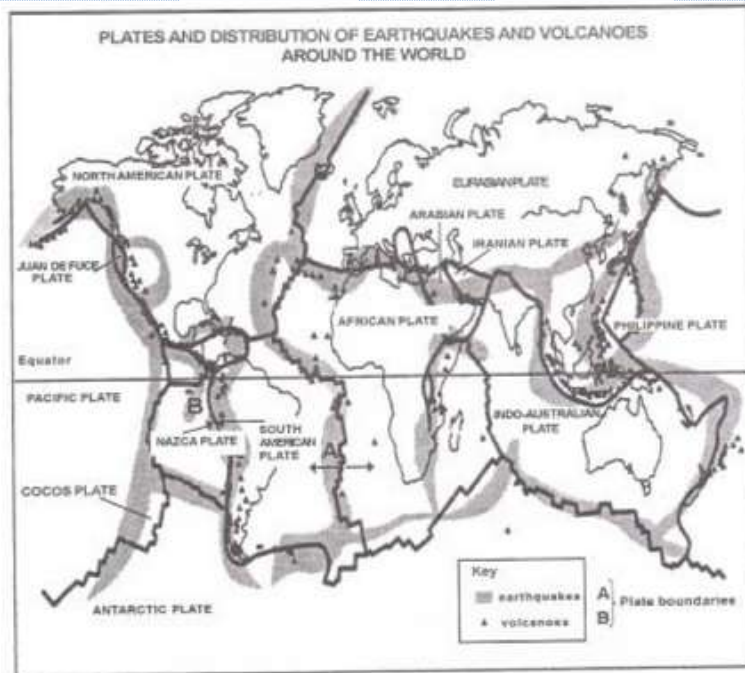 PLATES AND DISTRIBUTION OF EARTHQUAKES AND VOLCANOES
AROUND THE WORLD
NORTH AMERICAN PLATE
EURASIAN PLATE
ARABIAN PLATE
IRANIAN PLATE
JUAN DE FUCE
PLATE
AFRICAN PLATE
PHILIPPINE PLATE
Equator
PACIFIC PLATE
B
NAZCA PLATE
SOUTH
AMERICAN
PLATE
A
INDO-AUSTRALIAN
PLATE
COCOS PLATE
ANTARCTIC PLATE
Key
earthquakes
volcanoes
A
B
Plate boundaries